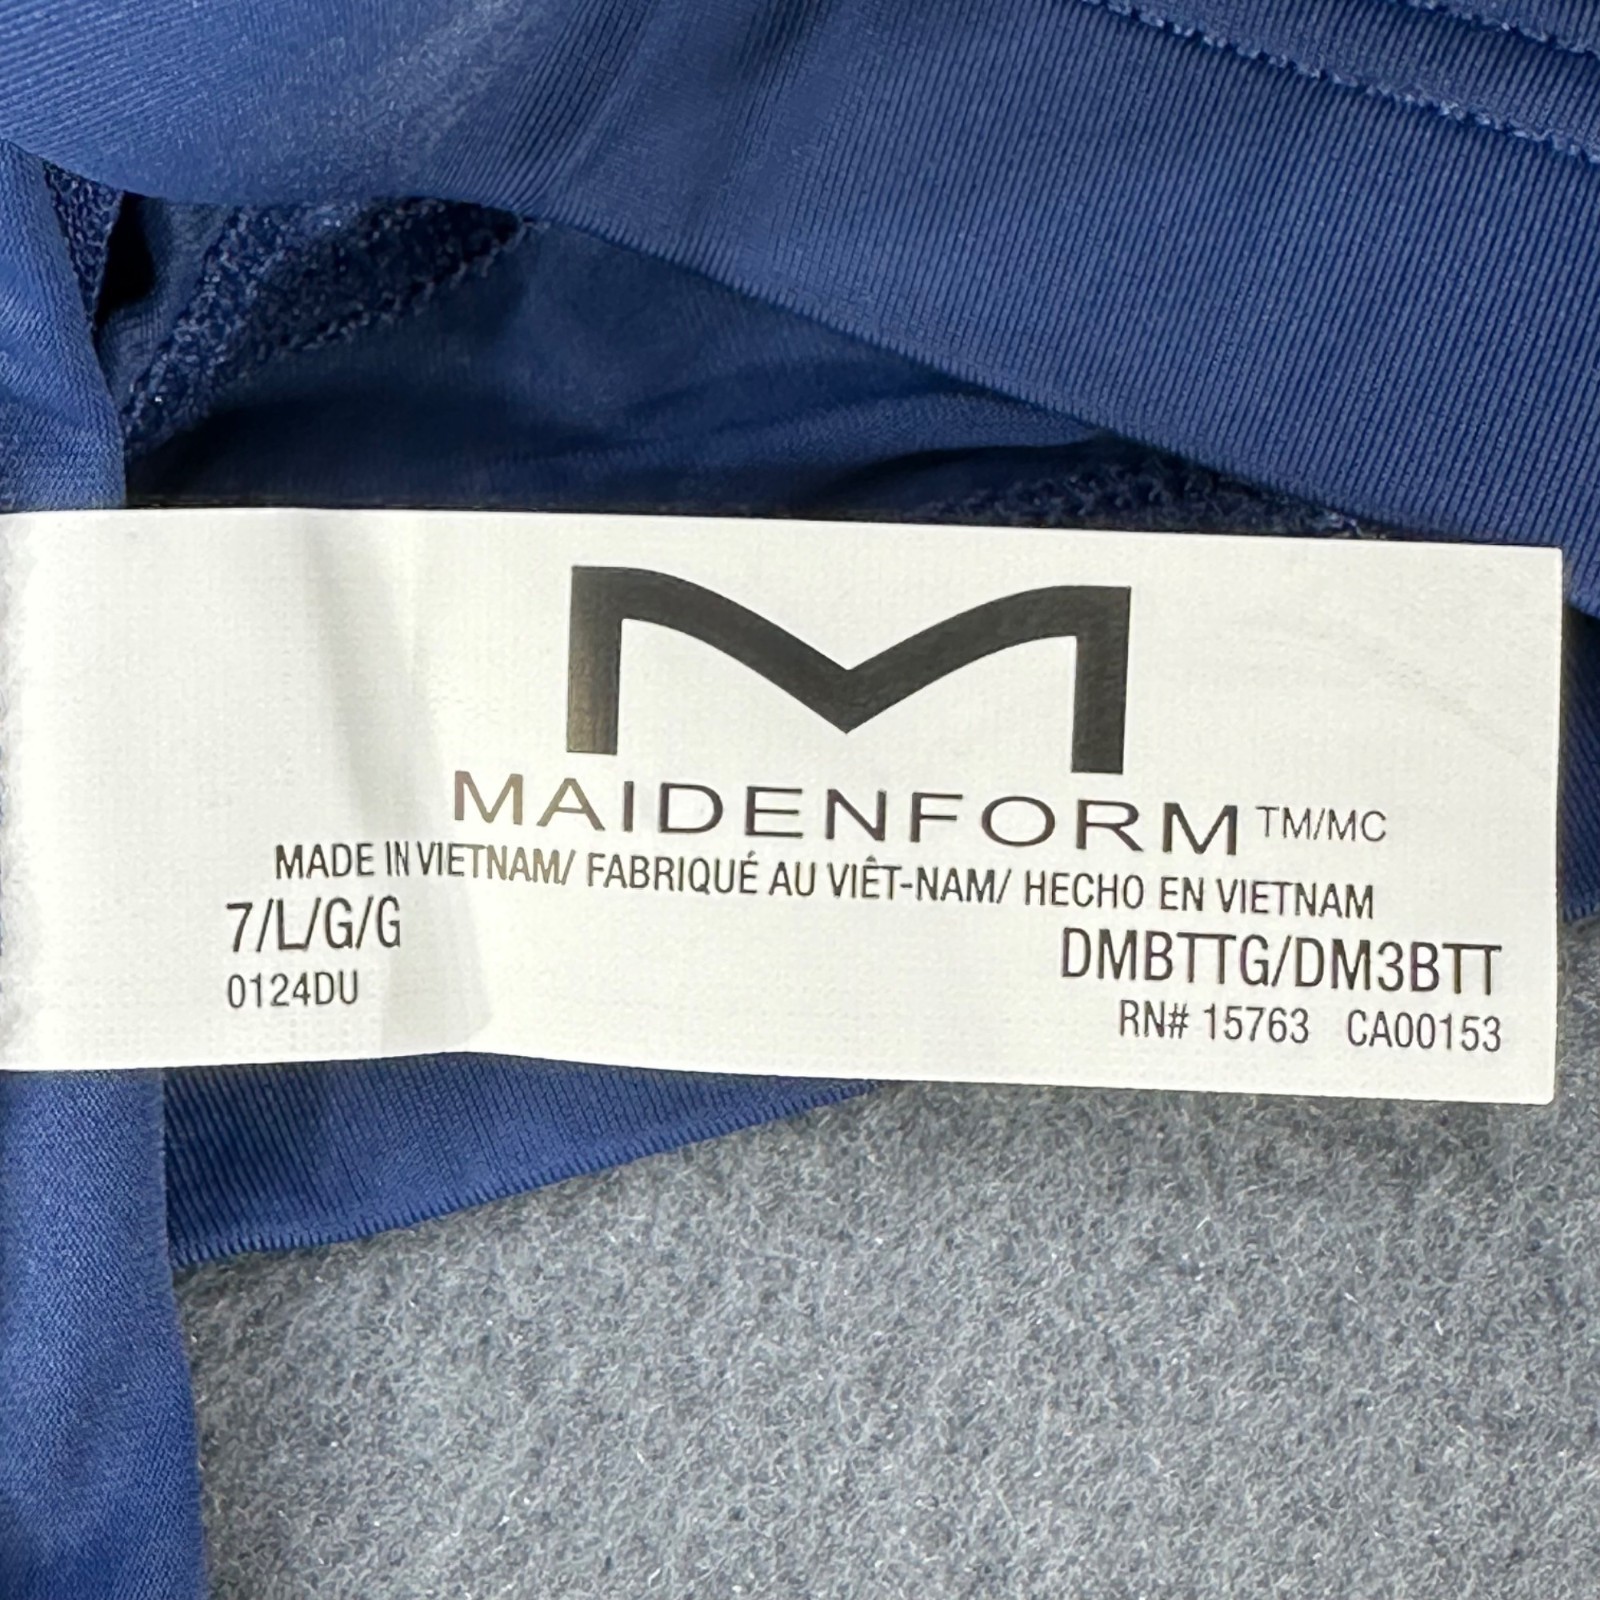 M
MAIDENFORM TM/MC
MADE IN VIETNAM/ FABRIQUÉ AU VIÊT-NAM/ HECHO EN VIETNAM
7/L/G/G DMBTTG/DM3BTT
0124DU RN# 15763 CA00153